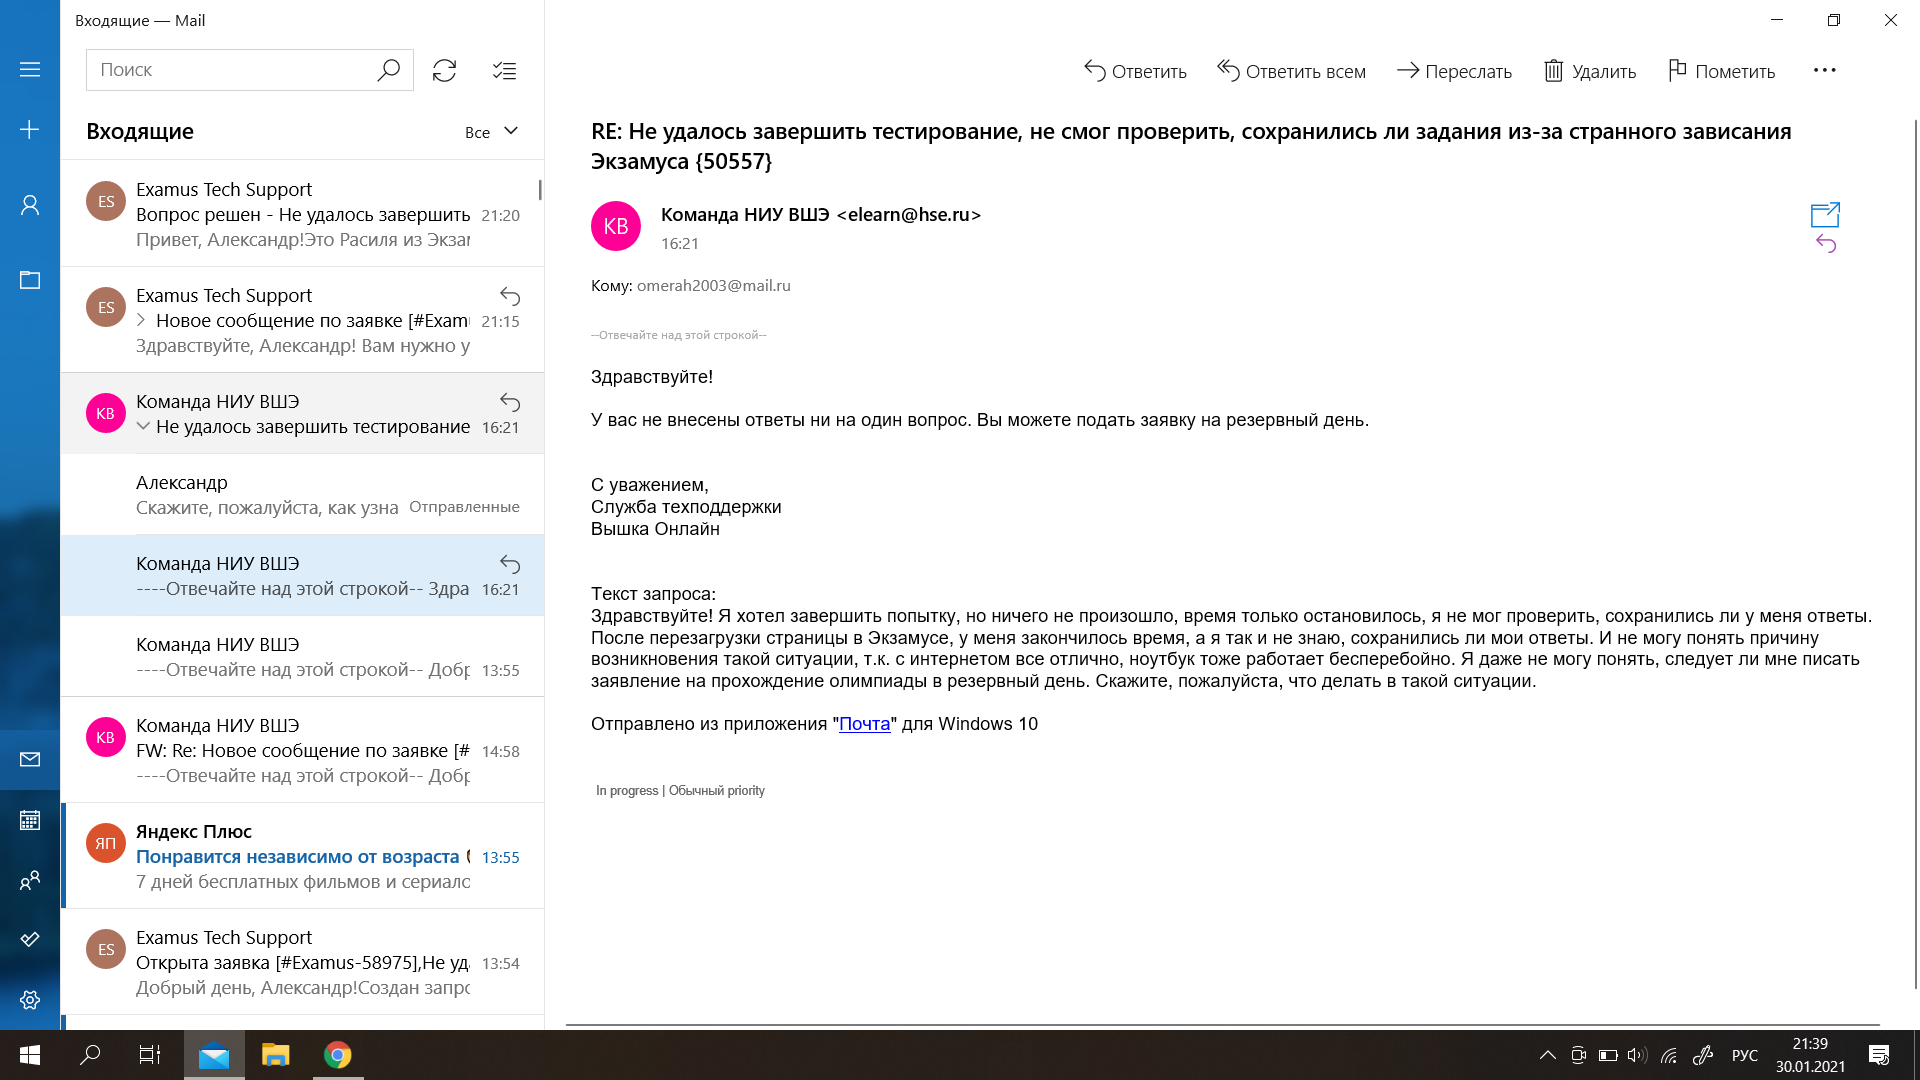 Входящие — Mail
Поиск
Входящие
Все
ES
Examus Tech Support
Вопрос решен - Не удалось завершить 21:20
Привет, Александр!Это Расиля из Экзам
ES
Examus Tech Support
Новое сообщение по заявке [#Exam 21:15
Здравствуйте, Александр! Вам нужно у
КВ
Команда НИУ ВШЭ
Не удалось завершить тестирование 16:21
Александр
Скажите, пожалуйста, как узна Отправленные
Команда НИУ ВШЭ
----Отвечайте над этой строкой-- Здра 16:21
Команда НИУ ВШЭ
----Отвечайте над этой строкой-- Добр 13:55
КВ
Команда НИУ ВШЭ
FW: Re: Новое сообщение по заявке [# 14:58
----Отвечайте над этой строкой-- Добр
ЯП
Яндекс Плюс
Понравится независимо от возраста 13:55
7 дней бесплатных фильмов и сериало
ES
Examus Tech Support
Открыта заявка [#Examus-58975],Не уда 13:54
Добрый день, Александр!Создан запро
Ответить Ответить всем Переслать Удалить Пометить
RE: Не удалось завершить тестирование, не смог проверить, сохранились ли задания из-за странного зависания
Экзамуса {50557}
КВ
Команда НИУ ВШЭ <elearn@hse.ru>
16:21
Кому: omerah2003@mail.ru
--Отвечайте над этой строкой--
Здравствуйте!
У вас не внесены ответы ни на один вопрос. Вы можете подать заявку на резервный день.
С уважением,
Служба техподдержки
Вышка Онлайн
Текст запроса:
Здравствуйте! Я хотел завершить попытку, но ничего не произошло, время только остановилось, я не мог проверить, сохранились ли у меня ответы.
После перезагрузки страницы в Экзамусе, у меня закончилось время, а я так и не знаю, сохранились ли мои ответы. И не могу понять причину
возникновения такой ситуации, т.к. с интернетом все отлично, ноутбук тоже работает бесперебойно. Я даже не могу понять, следует ли мне писать
заявление на прохождение олимпиады в резервный день. Скажите, пожалуйста, что делать в такой ситуации.
Отправлено из приложения "Почта" для Windows 10
In progress | Обычный priority
РУС
21:39
30.01.2021